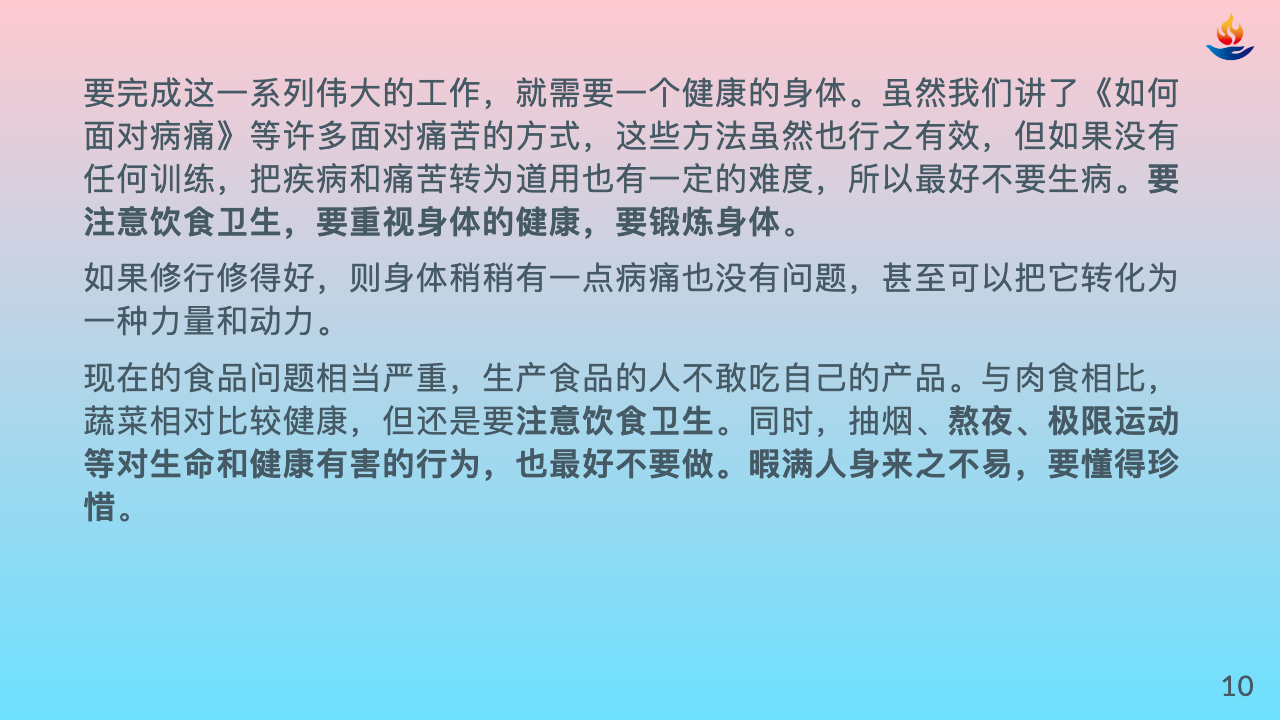 要完成这一系列伟大的工作，就需要一个健康的身体。虽然我们讲了《如何
面对病痛》等许多面对痛苦的方式，这些方法虽然也行之有效，但如果没有
任何训练，把疾病和痛苦转为道用也有一定的难度，所以最好不要生病。要
注意饮食卫生，要重视身体的健康，要锻炼身体。
如果修行修得好，则身体稍稍有一点病痛也没有问题，甚至可以把它转化为
一种力量和动力。
现在的食品问题相当严重，生产食品的人不敢吃自己的产品。与肉食相比，
蔬菜相对比较健康，但还是要注意饮食卫生。同时，抽烟、熬夜、极限运动
等对生命和健康有害的行为，也最好不要做。暇满人身来之不易，要懂得珍
惜。
10